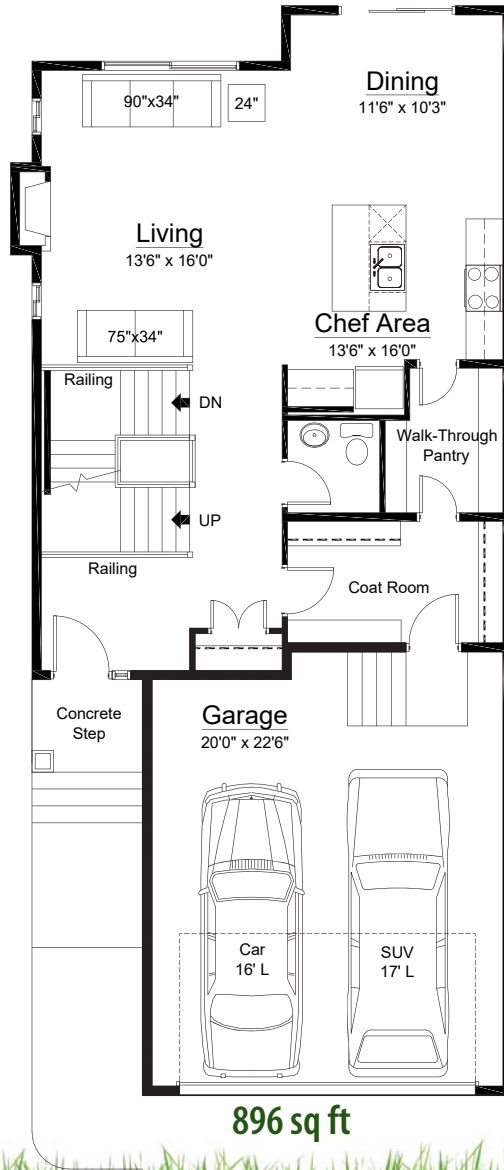 Dining
11'6" x 10'3"
90"x34"
24"
Living
13'6" x 16'0"
Chef Area
13'6" x 16'0"
75"x34"
Railing
DN
Walk-Through
Pantry
UP
Railing
Coat Room
Concrete
Step
Garage
20'0" x 22'6"
Car
16' L
SUV
17' L
896 sq ft